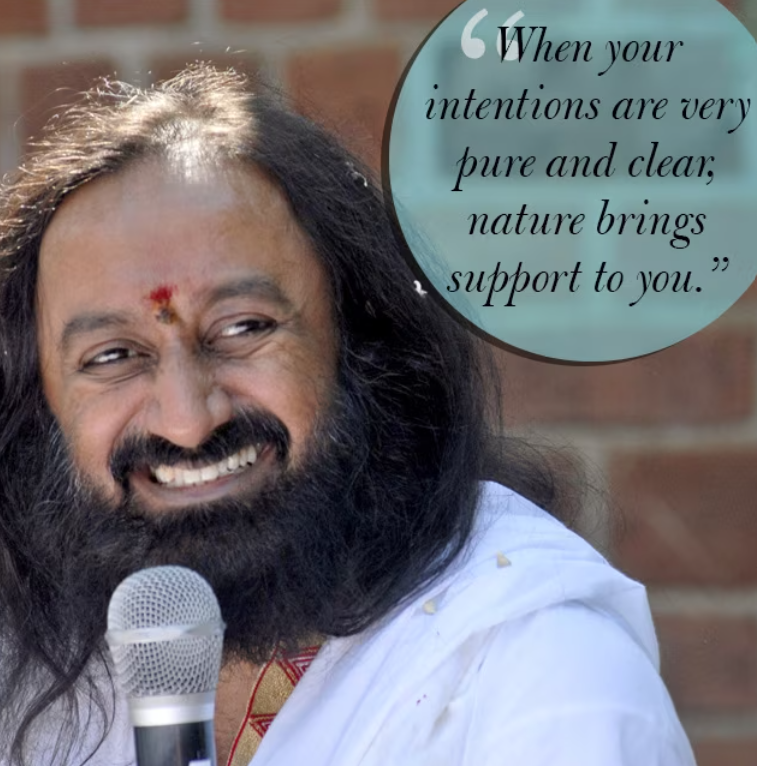 “When your
intentions are very
pure and clear,
nature brings
support to you.”